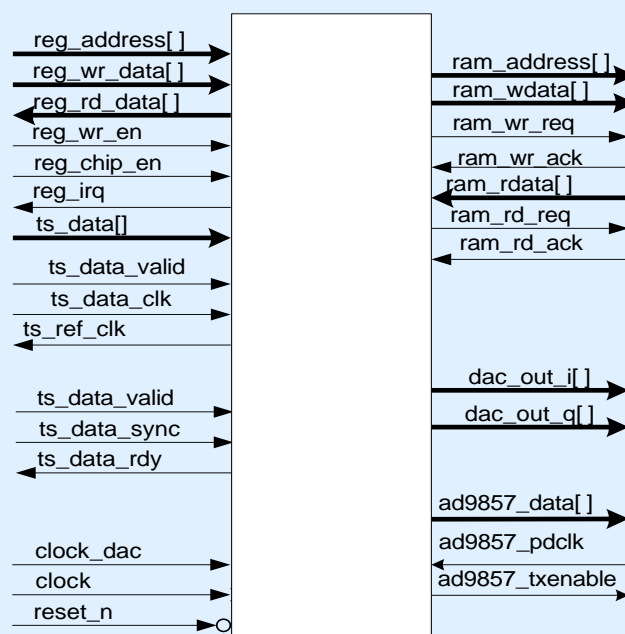 reg_address[ ]
reg_wr_data[ ]
reg_rd_data[ ]
reg_wr_en
reg_chip_en
reg_irq
ts_data[]
ts_data_valid
ts_data_clk
ts_ref_clk
ts_data_valid
ts_data_sync
ts_data_rdy
clock_dac
clock
reset_n
ram_address[ ]
ram_wdata[ ]
ram_wr_req
ram_wr_ack
ram_rdata[ ]
ram_rd_req
ram_rd_ack
dac_out_i[ ]
dac_out_q[ ]
ad9857_data[ ]
ad9857_pdclk
ad9857_txenable